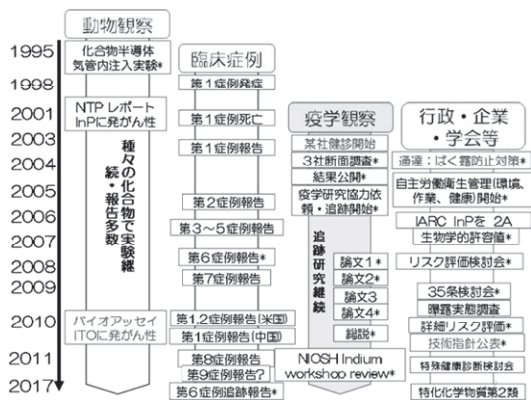 動物観察
臨床症例
疫学観察
行政・企業
・学会等
1995
1998
2001
2003
2004
2005
2006
2007
2008
2009
2010
2011
2017
化合物半導体
気管内注入実験*
NTP レポート
InPに発がん性
種々の化合物で実験継
続・報告多数
バイオアッセイ
ITOに発がん性
第1症例発症
第1症例死亡
第1症例報告
第2症例報告
第3～5症例報告
第6症例報告*
第7症例報告
第1,2症例報告(米国)
第1症例報告(中国)
第8症例報告
第9症例報告?
第6症例追跡報告*
某社健診開始
3社断面調査*
結果公開*
疫学研究協力依
頼・追跡開始*
追跡研究継続
論文1*
論文2*
論文3
論文4*
総説*
NIOSH Indium
workshop review*
通達：ばく露防止対策*
自主労働衛生管理(環境、
作業、健康)開始*
IARC InPを 2A
生物学的許容値*
リスク評価検討会*
35条検討会*
曝露実態調査
詳細リスク評価*
技術指針公表*
特殊健康診断検討会
特化化学物質第2類